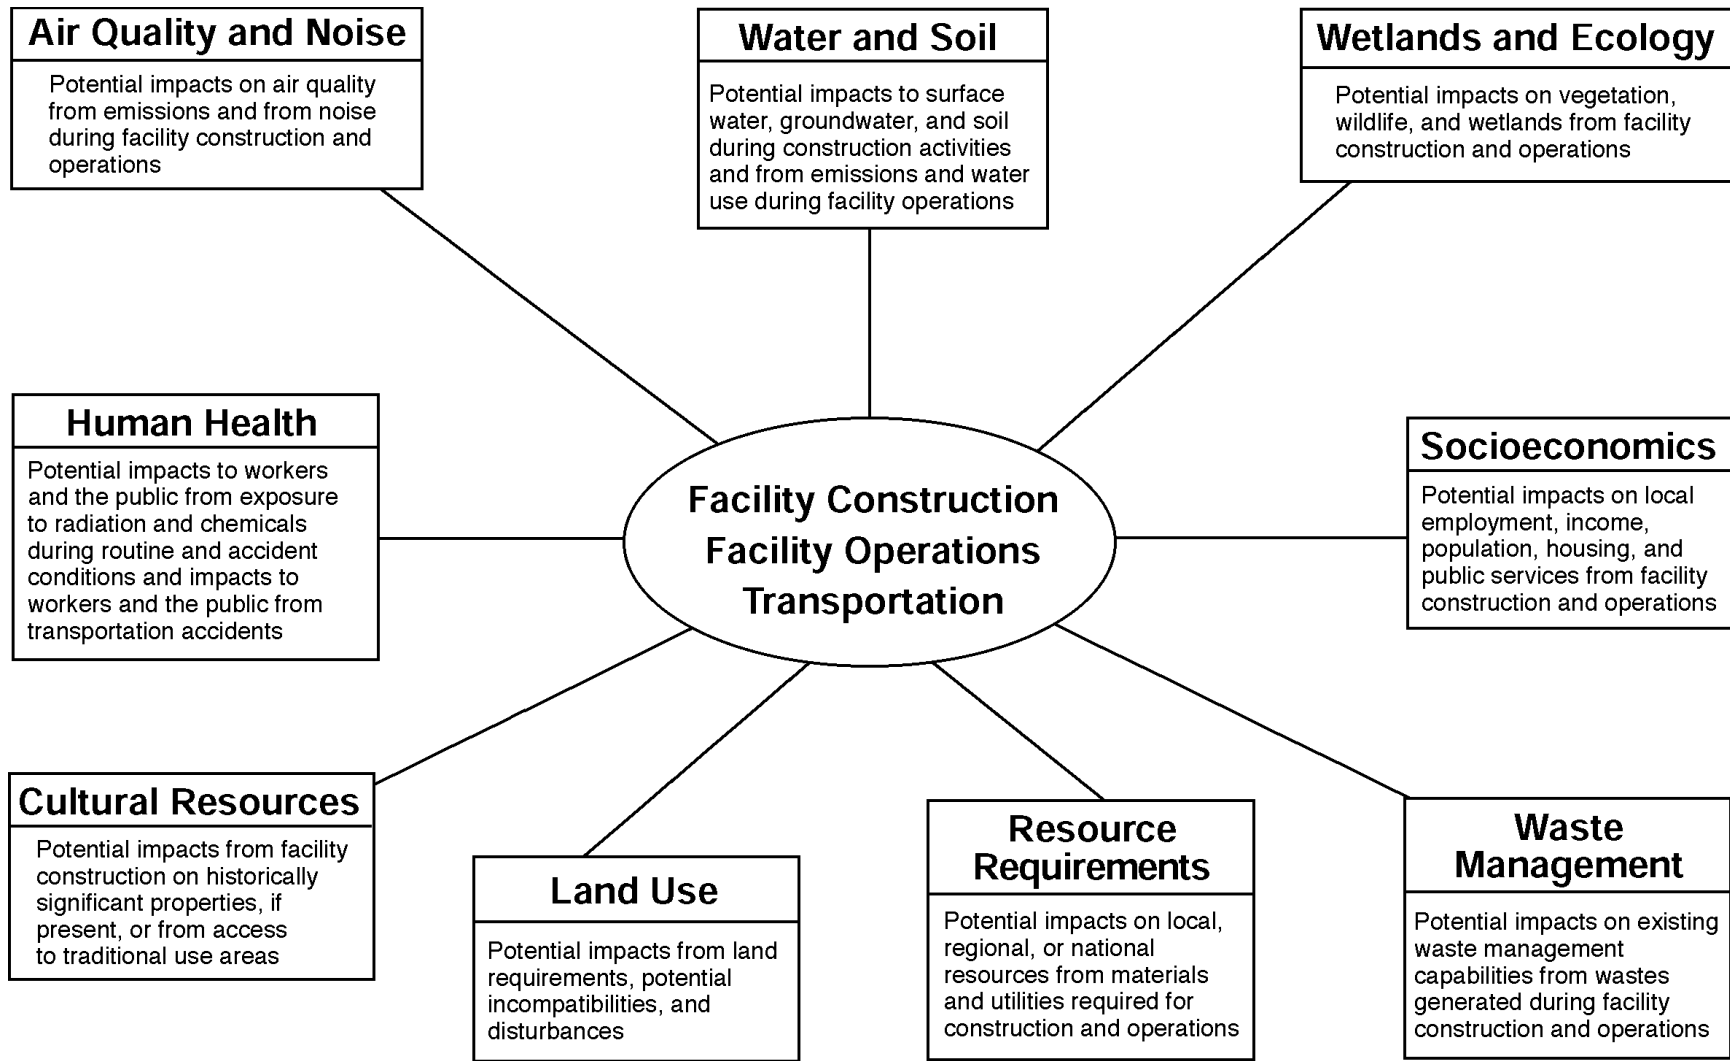 Air Quality and Noise
Potential impacts on air quality
from emissions and from noise
during facility construction and
operations
Water and Soil
Potential impacts to surface
water, groundwater, and soil
during construction activities
and from emissions and water
use during facility operations
Wetlands and Ecology
Potential impacts on vegetation,
wildlife, and wetlands from facility
construction and operations
Human Health
Potential impacts to workers
and the public from exposure
to radiation and chemicals
during routine and accident
conditions and impacts to
workers and the public from
transportation accidents
Facility Construction
Facility Operations
Transportation
Socioeconomics
Potential impacts on local
employment, income,
population, housing, and
public services from facility
construction and operations
Cultural Resources
Potential impacts from facility
construction on historically
significant properties, if
present, or from access
to traditional use areas
Land Use
Potential impacts from land
requirements, potential
incompatibilities, and
disturbances
Resource
Requirements
Potential impacts on local,
regional, or national
resources from materials
and utilities required for
construction and operations
Waste
Management
Potential impacts on existing
waste management
capabilities from wastes
generated during facility
construction and operations